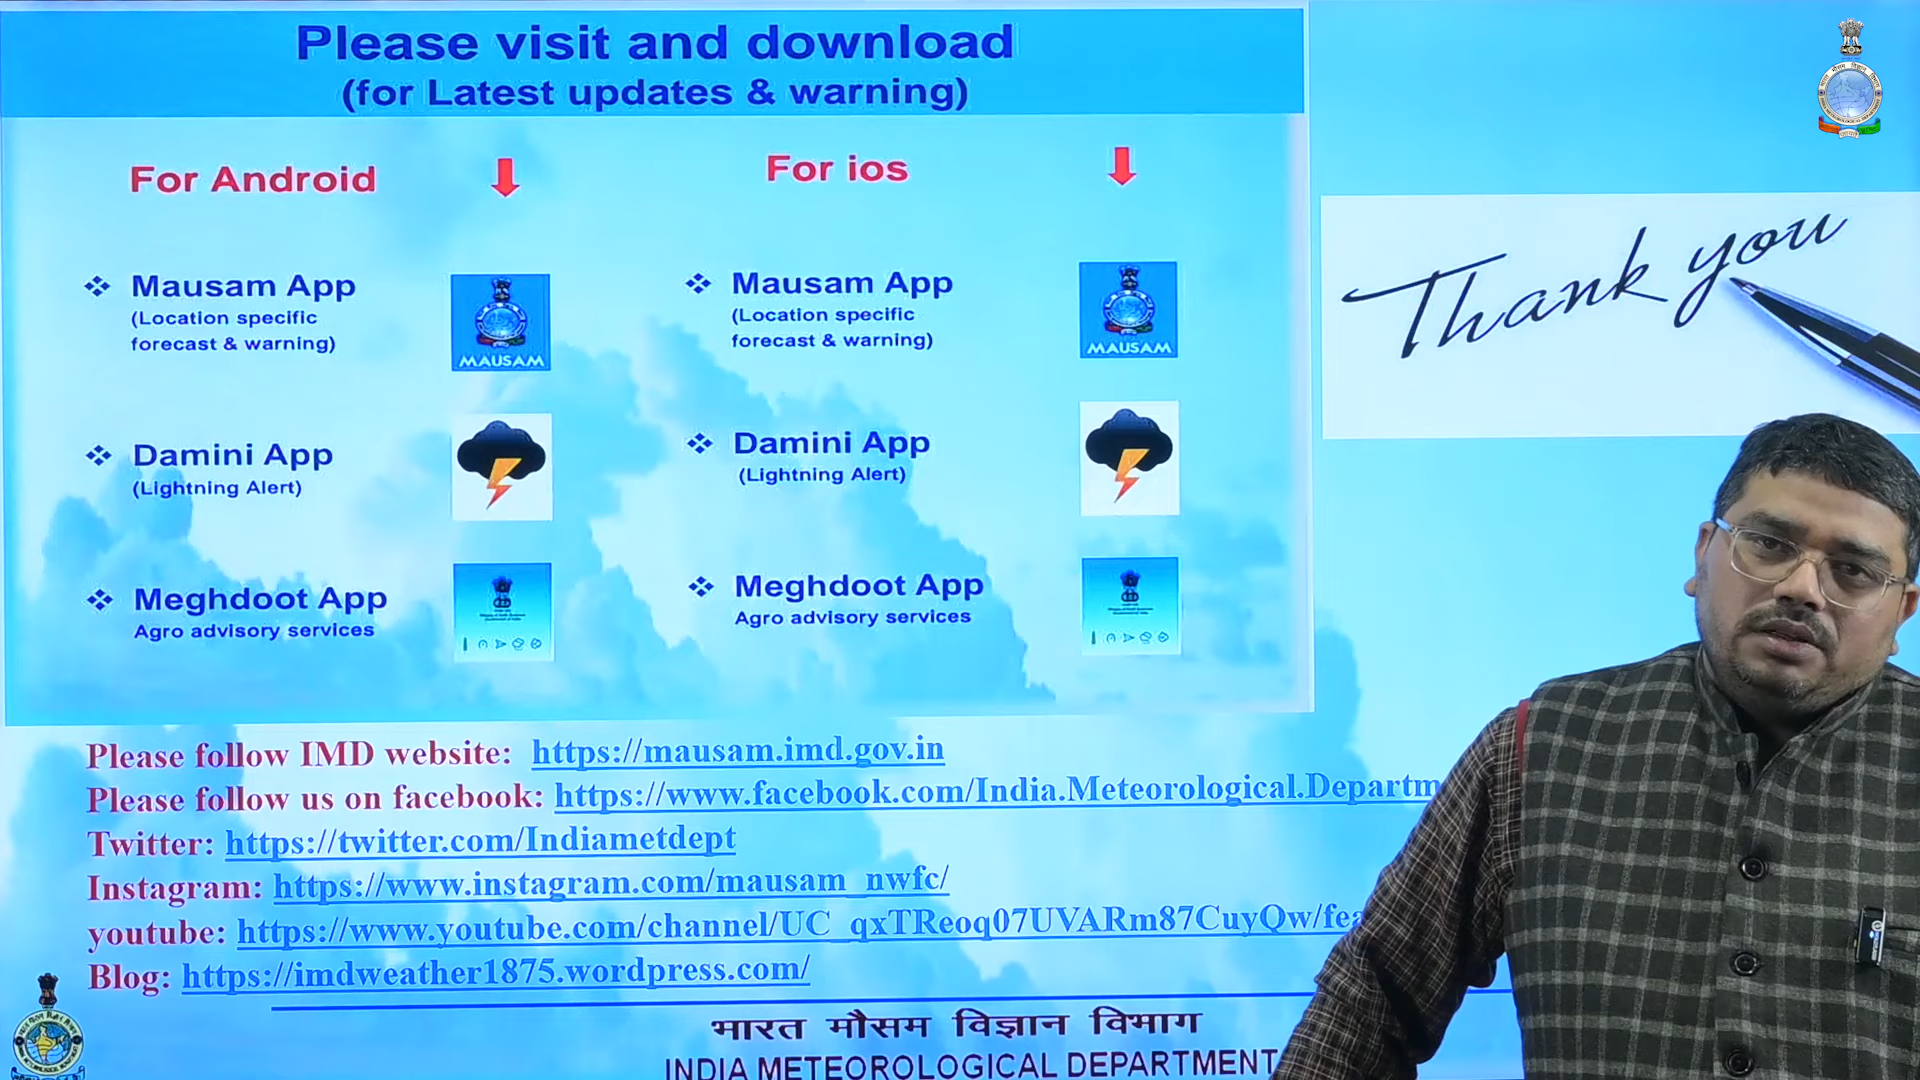 Please visit and download
(for Latest updates & warning)
For Android
For ios
Mausam App
(Location specific
forecast & warning)
MAUSAM
Mausam App
(Location specific
forecast & warning)
MAUSAM
Damini App
(Lightning Alert)
Damini App
(Lightning Alert)
Meghdoot App
Agro advisory services
Meghdoot App
Agro advisory services
Thank you
Please follow IMD website: https://mausam.imd.gov.in
Please follow us on facebook: https://www.facebook.com/India.Meteorological.Departm
Twitter: https://twitter.com/Indiametdept
Instagram: https://www.instagram.com/mausam_nwfc/
youtube: https://www.youtube.com/channel/UC_qxTReoq07UVARm87CuyQw/fea
Blog: https://imdweather1875.wordpress.com/
भारत मौसम विज्ञान विभाग
INDIA METEOROLOGICAL DEPARTMENT